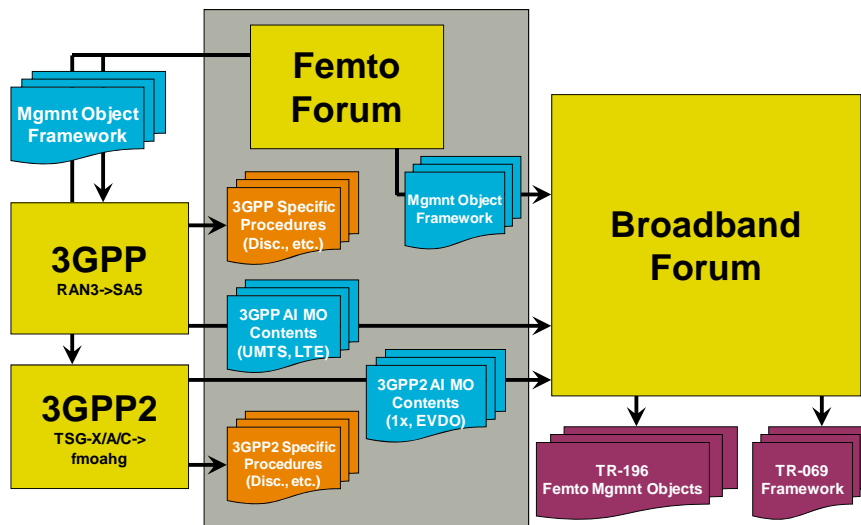 Femto
Forum
Mgmnt Object
Framework
3GPP Specific
Procedures
(Disc., etc.)
Mgmnt Object
Framework
Broadband
Forum
3GPP
RAN3->SA5
3GPP AI MO
Contents
(UMTS, LTE)
3GPP2 AI MO
Contents
(1x, EVDO)
3GPP2
TSG-X/A/C->
fmoahg
3GPP2 Specific
Procedures
(Disc., etc.)
TR-196
Femto Mgmnt Objects
TR-069
Framework